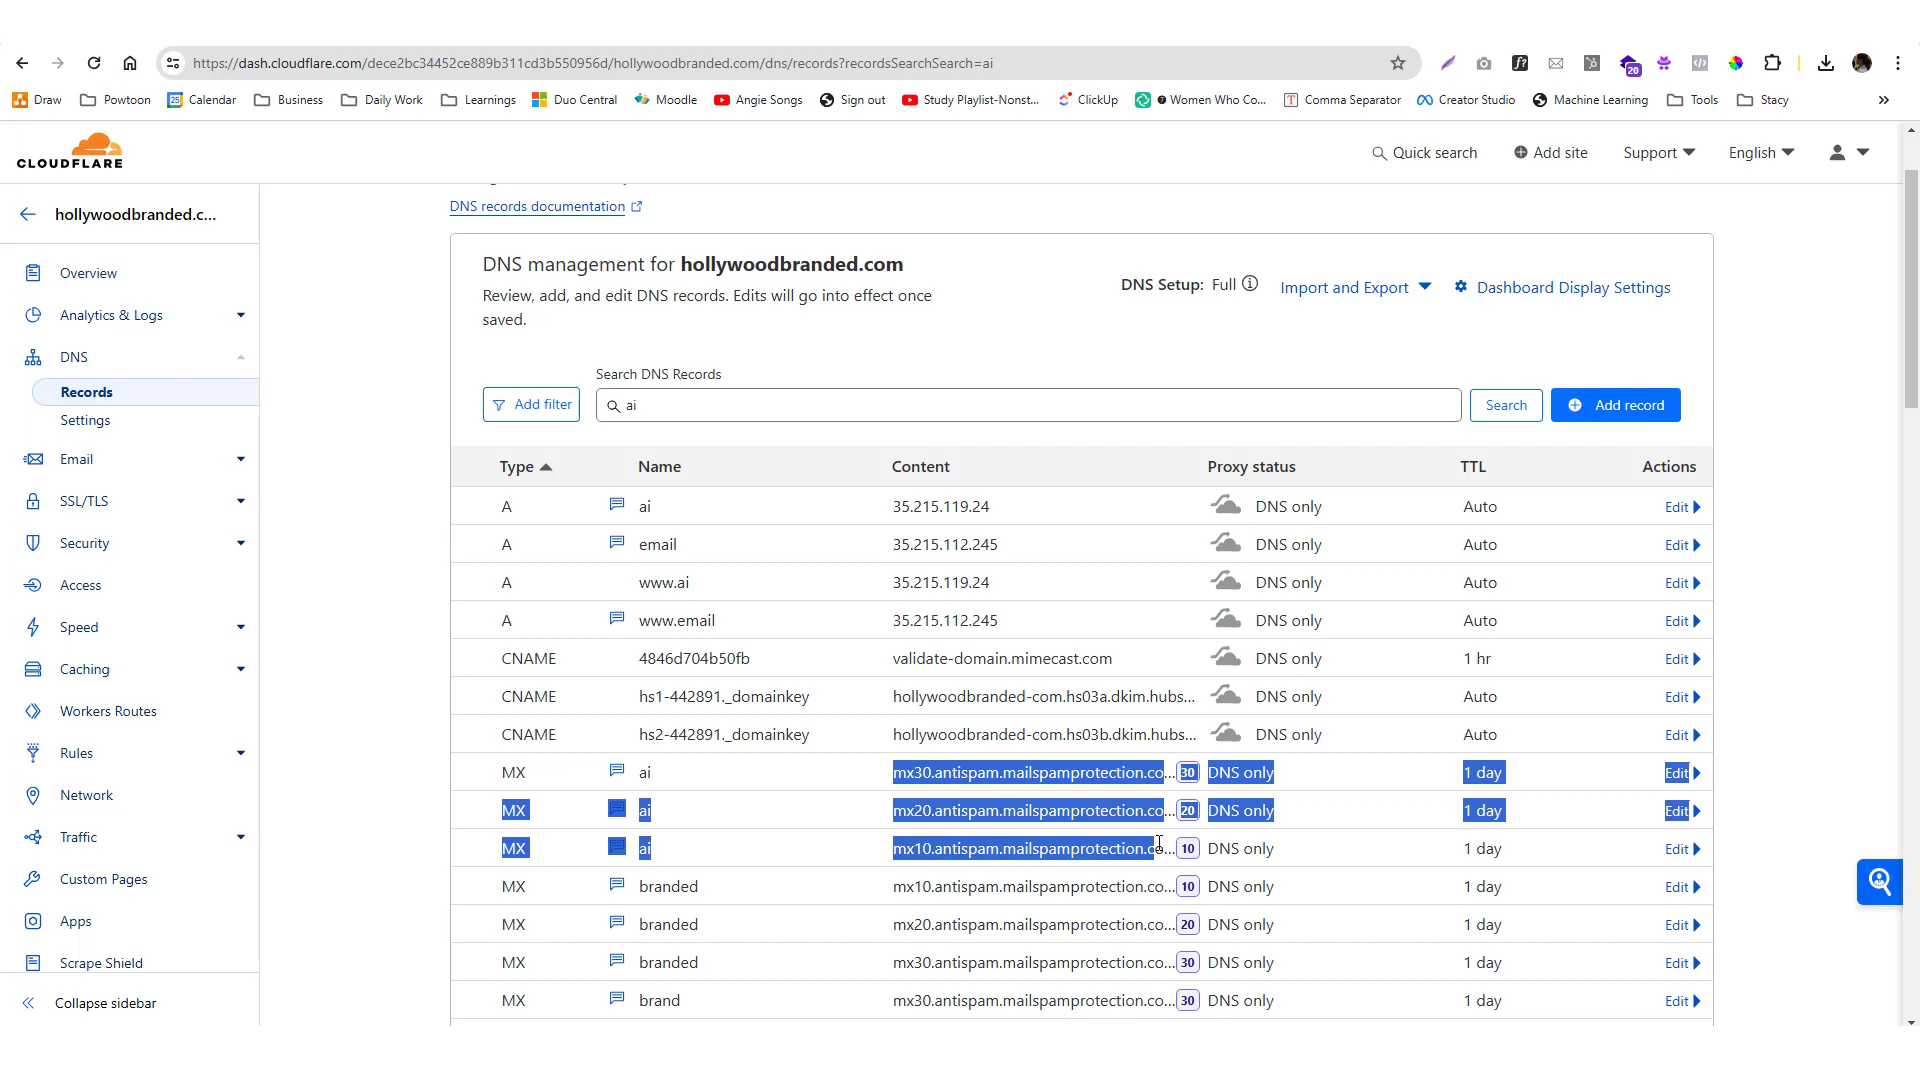 https://dash.cloudflare.com/dece2bc34452ce889b311cd3b550956d/hollywoodbranded.com/dns/records?recordsSearchSearch=ai
20
Draw Powtoon Calendar Business Daily Work Learnings Duo Central Moodle Angie Songs Sign out Study Playlist-Nonst... ClickUp Women Who Co... Comma Separator Creator Studio Machine Learning Tools Stacy
CLOUDFLARE
Quick search Add site Support English
hollywoodbranded.c...
Overview
Analytics & Logs
DNS
Records
Settings
Email
SSL/TLS
Security
Access
Speed
Caching
Workers Routes
Rules
Network
Traffic
Custom Pages
Apps
Scrape Shield
Collapse sidebar
DNS records documentation
DNS management for hollywoodbranded.com
Review, add, and edit DNS records. Edits will go into effect once
saved.
DNS Setup: Full
Import and Export
Dashboard Display Settings
Search DNS Records
Add filter ai Search Add record
Type Name Content Proxy status TTL Actions
A ai 35.215.119.24 DNS only Auto Edit
A email 35.215.112.245 DNS only Auto Edit
A www.ai 35.215.119.24 DNS only Auto Edit
A www.email 35.215.112.245 DNS only Auto Edit
CNAME 4846d704b50fb validate-domain.mimecast.com DNS only 1 hr Edit
CNAME hs1-442891._domainkey hollywoodbranded-com.hs03a.dkim.hubs... DNS only Auto Edit
CNAME hs2-442891._domainkey hollywoodbranded-com.hs03b.dkim.hubs... DNS only Auto Edit
MX ai mx30.antispam.mailspamprotection.co... 30 DNS only 1 day Edit
MX ai mx20.antispam.mailspamprotection.co... 20 DNS only 1 day Edit
MX ai mx10.antispam.mailspamprotection.co... 10 DNS only 1 day Edit
MX branded mx10.antispam.mailspamprotection.co... 10 DNS only 1 day Edit
MX branded mx20.antispam.mailspamprotection.co... 20 DNS only 1 day Edit
MX branded mx30.antispam.mailspamprotection.co... 30 DNS only 1 day Edit
MX brand mx30.antispam.mailspamprotection.co... 30 DNS only 1 day Edit